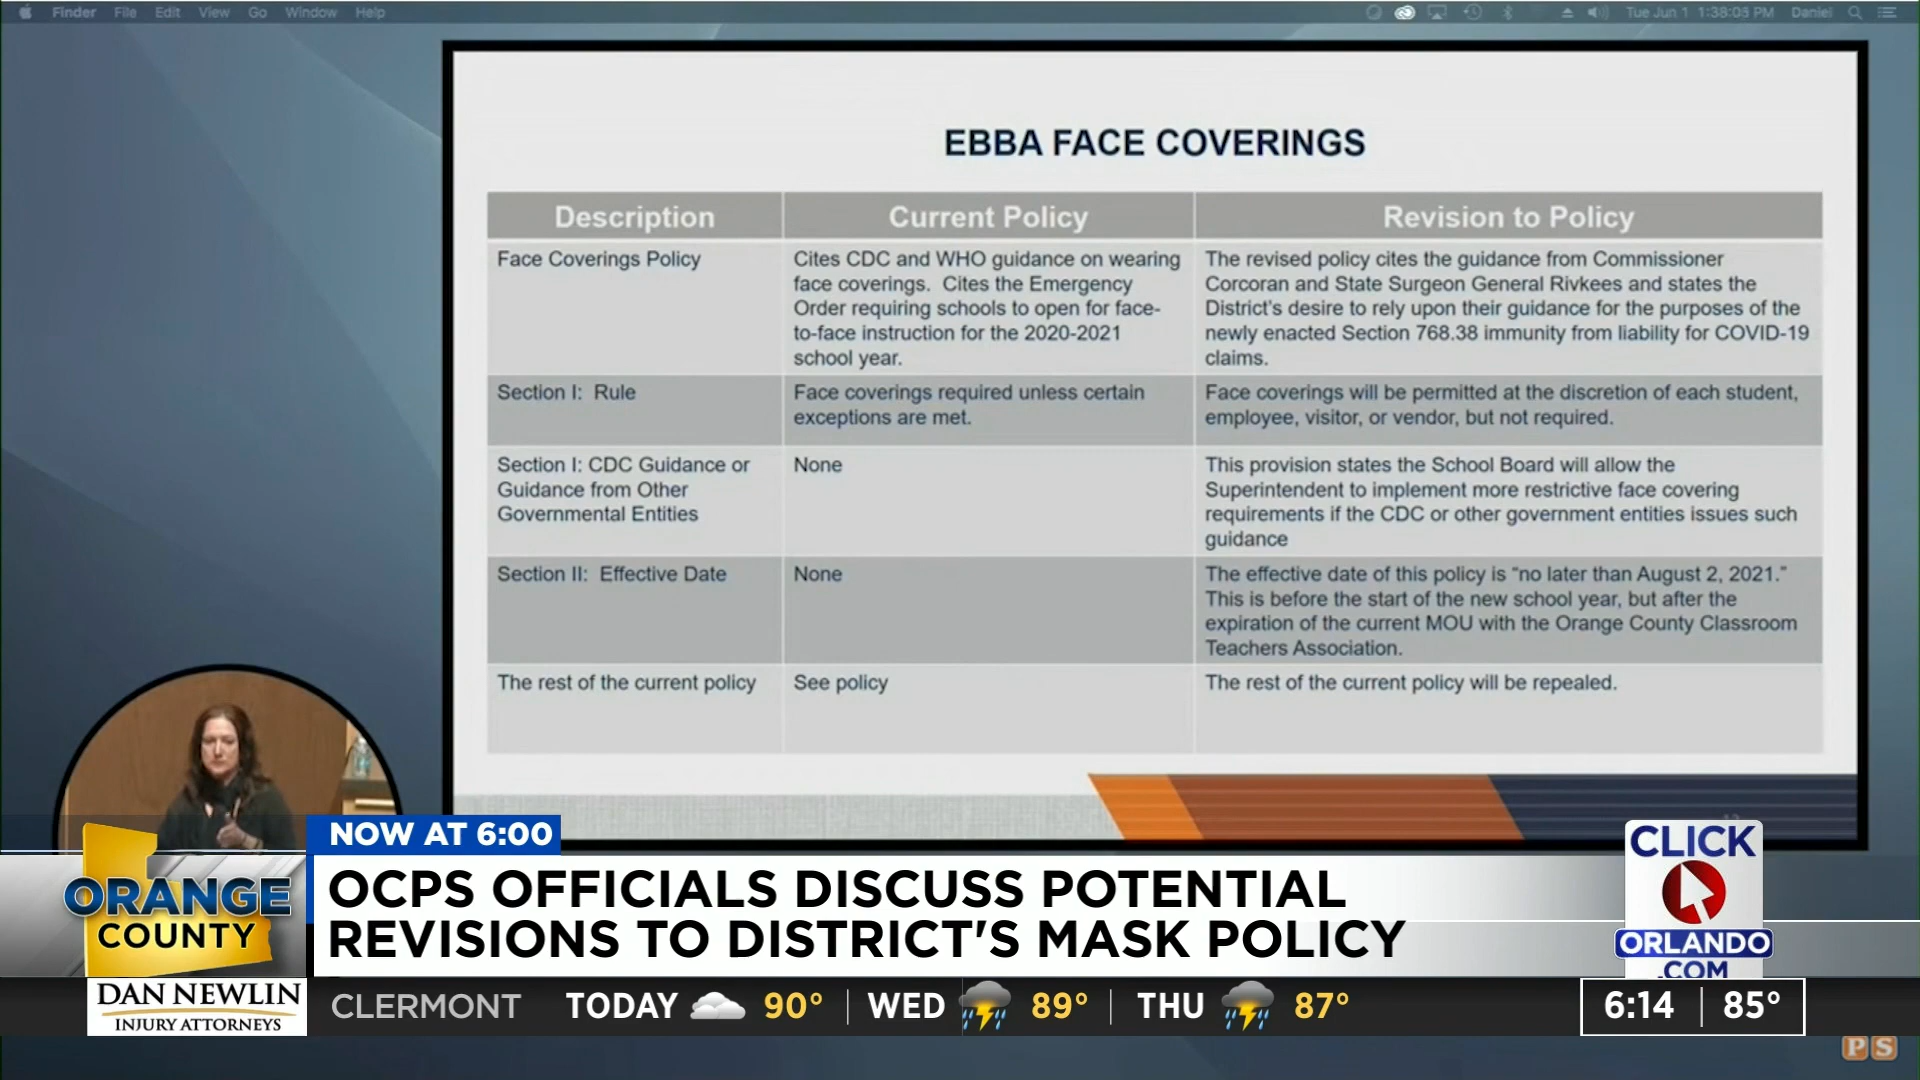 Finder File Edit View Go Window Help
Tue Jun 1 1:38:05 PM Daniel
EBBA FACE COVERINGS
Description Current Policy Revision to Policy
Face Coverings Policy
Cites CDC and WHO guidance on wearing
face coverings. Cites the Emergency
Order requiring schools to open for face-
to-face instruction for the 2020-2021
school year.
The revised policy cites the guidance from Commissioner
Corcoran and State Surgeon General Rivkees and states the
District's desire to rely upon their guidance for the purposes of the
newly enacted Section 768.38 immunity from liability for COVID-19
claims.
Section I: Rule
Face coverings required unless certain
exceptions are met.
Face coverings will be permitted at the discretion of each student,
employee, visitor, or vendor, but not required.
Section I: CDC Guidance or
Guidance from Other
Governmental Entities
None
This provision states the School Board will allow the
Superintendent to implement more restrictive face covering
requirements if the CDC or other government entities issues such
guidance
Section II: Effective Date
None
The effective date of this policy is "no later than August 2, 2021."
This is before the start of the new school year, but after the
expiration of the current MOU with the Orange County Classroom
Teachers Association.
The rest of the current policy
See policy
The rest of the current policy will be repealed.
NOW AT 6:00
ORANGE
COUNTY
OCPS OFFICIALS DISCUSS POTENTIAL
REVISIONS TO DISTRICT'S MASK POLICY
CLICK
ORLANDO
.COM
DAN NEWLIN
INJURY ATTORNEYS
CLERMONT TODAY 90° WED 89° THU 87°
6:14 85°
PS